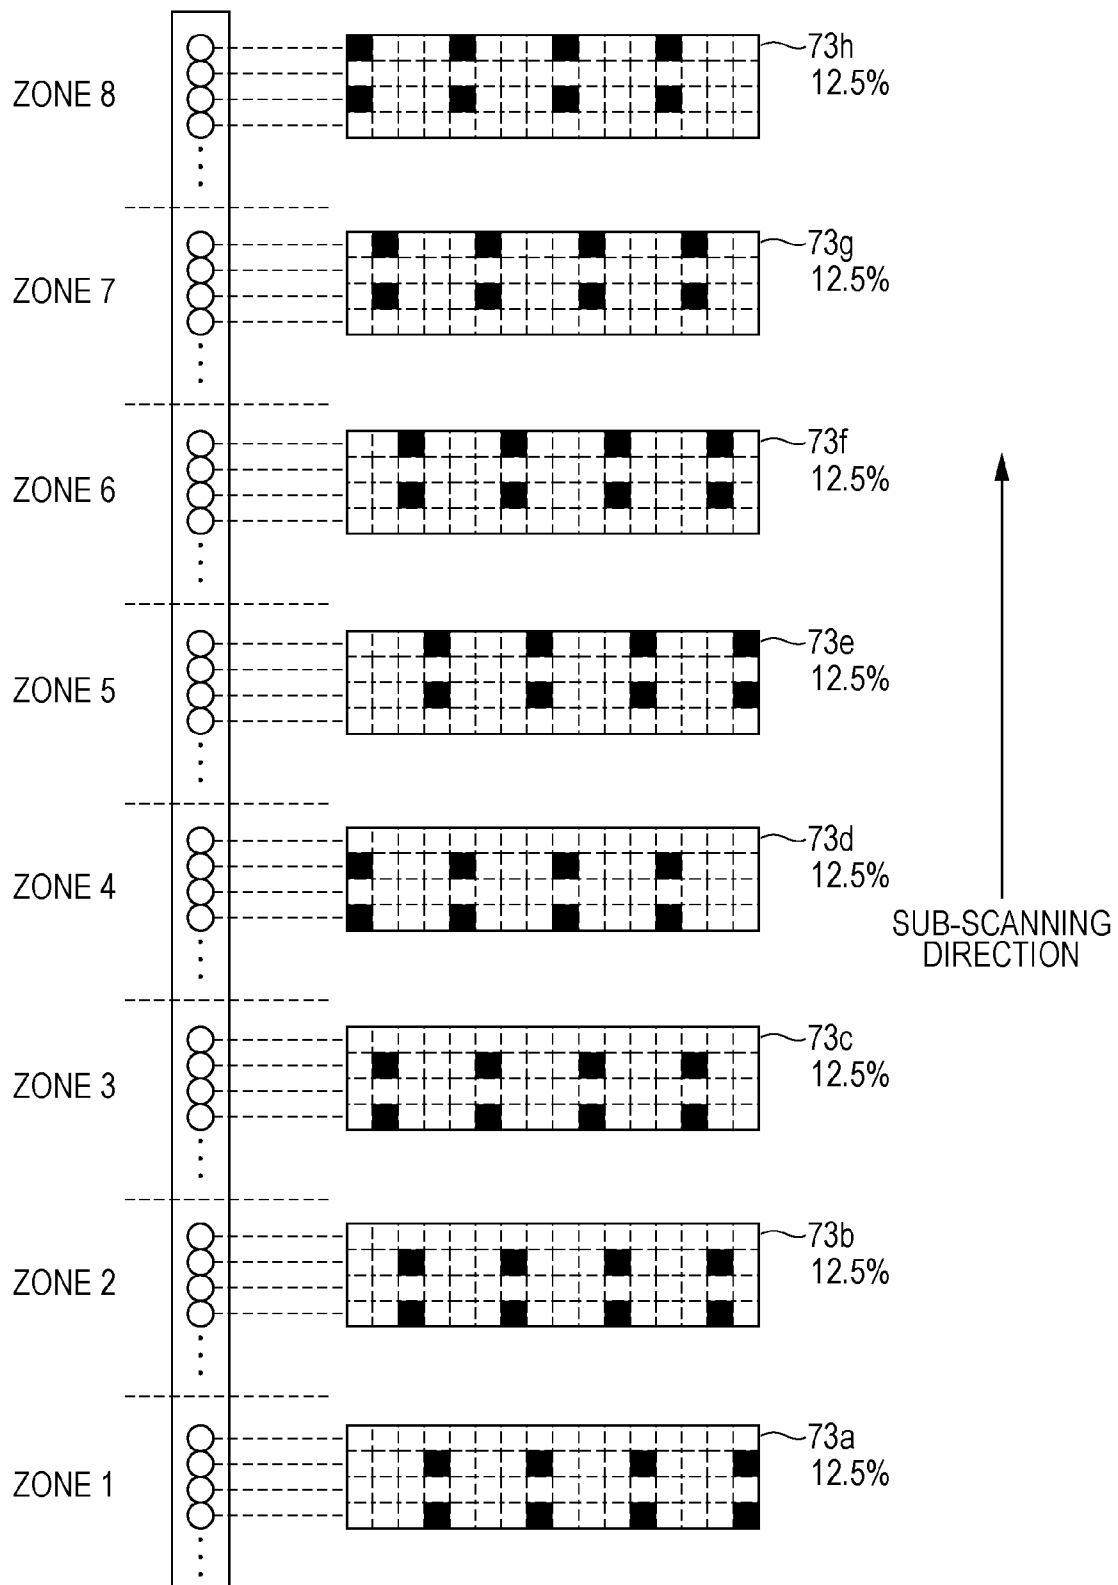 73h
ZONE 8
12.5%
73g
ZONE 7
12.5%
73f
ZONE 6
12.5%
73e
ZONE 5
12.5%
73d
ZONE 4
12.5%
SUB-SCANNING
DIRECTION
73c
ZONE 3
12.5%
73b
ZONE 2
12.5%
73a
ZONE 1
12.5%